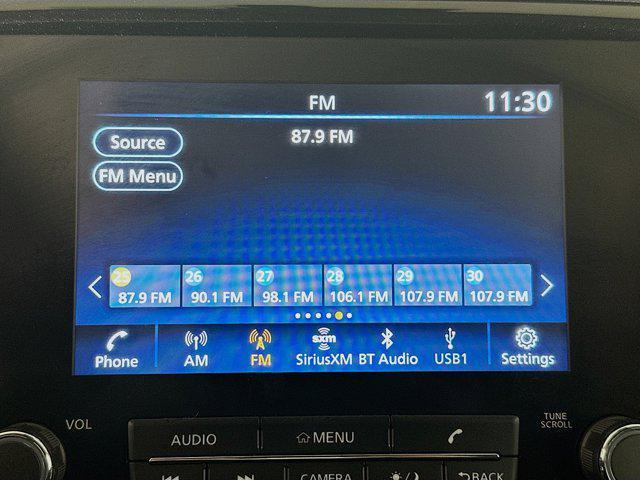 FM 11:30
Source 87.9 FM
FM Menu
25 26 27 28 29 30
87.9 FM 90.1 FM 98.1 FM 106.1 FM 107.9 FM 107.9 FM
Phone AM FM sxm SiriusXM BT Audio USB1 Settings
VOL TUNE
SCROLL
AUDIO MENU
CAMERA BACK